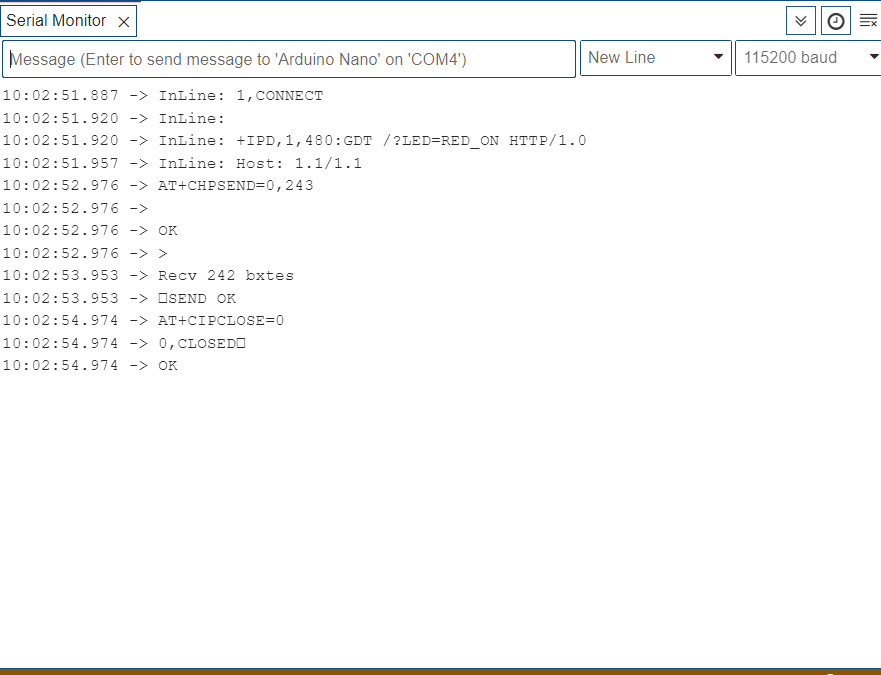 Serial Monitor
Message (Enter to send message to 'Arduino Nano' on 'COM4')
New Line
115200 baud
10:02:51.887 -> InLine: 1,CONNECT
10:02:51.920 -> InLine:
10:02:51.920 -> InLine: +IPD,1,480:GDT /?LED=RED_ON HTTP/1.0
10:02:51.957 -> InLine: Host: 1.1/1.1
10:02:52.976 -> AT+CHPSEND=0,243
10:02:52.976 ->
10:02:52.976 -> OK
10:02:52.976 -> >
10:02:53.953 -> Recv 242 bxtes
10:02:53.953 -> □SEND OK
10:02:54.974 -> AT+CIPCLOSE=0
10:02:54.974 -> 0,CLOSED□
10:02:54.974 -> OK